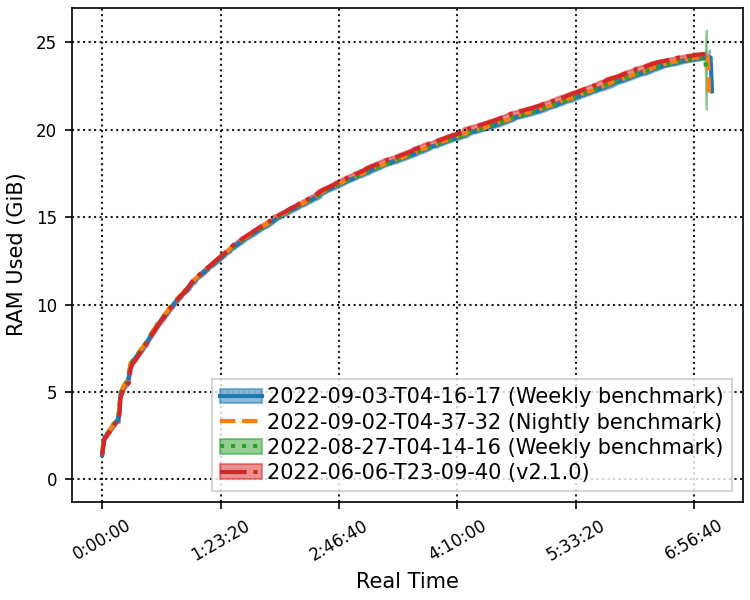 25
20
15
10
5
0
RAM Used (GiB)
2022-09-03-T04-16-17 (Weekly benchmark)
2022-09-02-T04-37-32 (Nightly benchmark)
2022-08-27-T04-14-16 (Weekly benchmark)
2022-06-06-T23-09-40 (v2.1.0)
0:00:00 1:23:20 2:46:40 4:10:00 5:33:20 6:56:40
Real Time